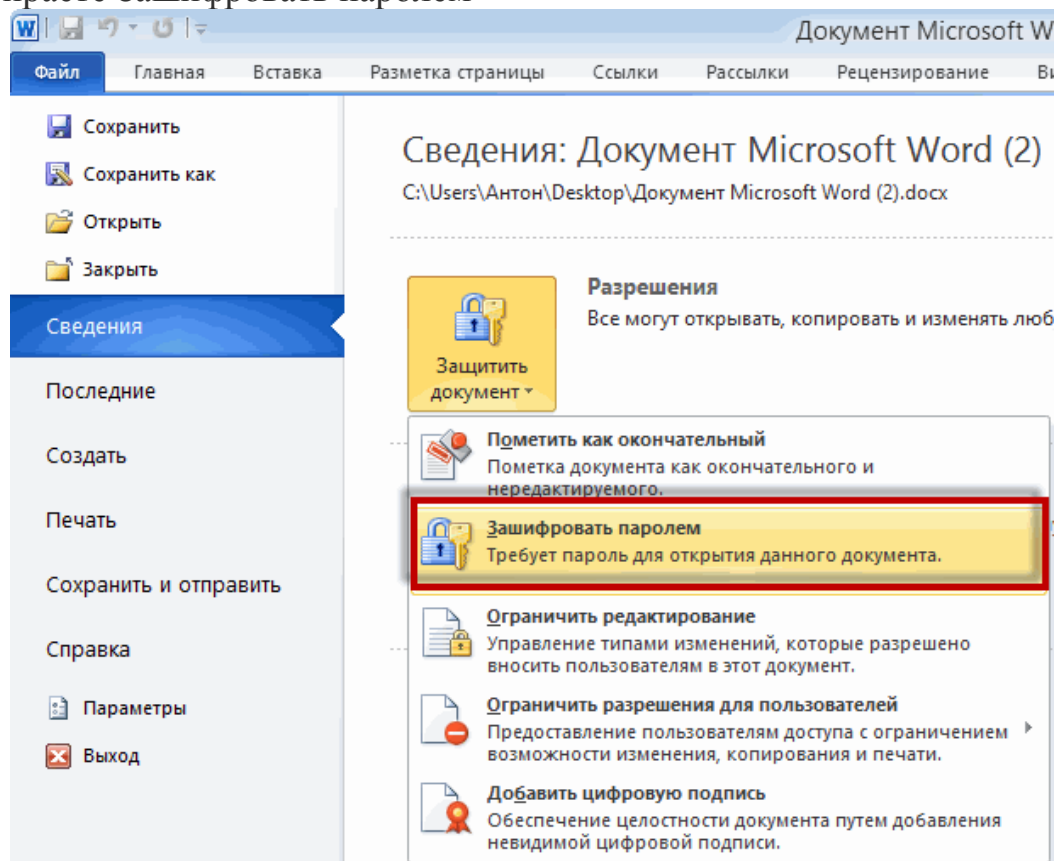 Зашифровать паролем
W
Документ Microsoft W
Файл Главная Вставка Разметка страницы Ссылки Рассылки Рецензирование
Сохранить
Сохранить как
Открыть
Закрыть
Сведения
Последние
Создать
Печать
Сохранить и отправить
Справка
Параметры
Выход
Сведения: Документ Microsoft Word (2)
C:\Users\Антон\Desktop\Документ Microsoft Word (2).docx
Разрешения
Все могут открывать, копировать и изменять
Защитить
документ
Пометить как окончательный
Пометка документа как окончательного и
нередактируемого.
Зашифровать паролем
Требует пароль для открытия данного документа.
Ограничить редактирование
Управление типами изменений, которые разрешено
вносить пользователям в этот документ.
Ограничить разрешения для пользователей
Предоставление пользователям доступа с ограничением
возможности изменения, копирования и печати.
Добавить цифровую подпись
Обеспечение целостности документа путем добавления
невидимой цифровой подписи.